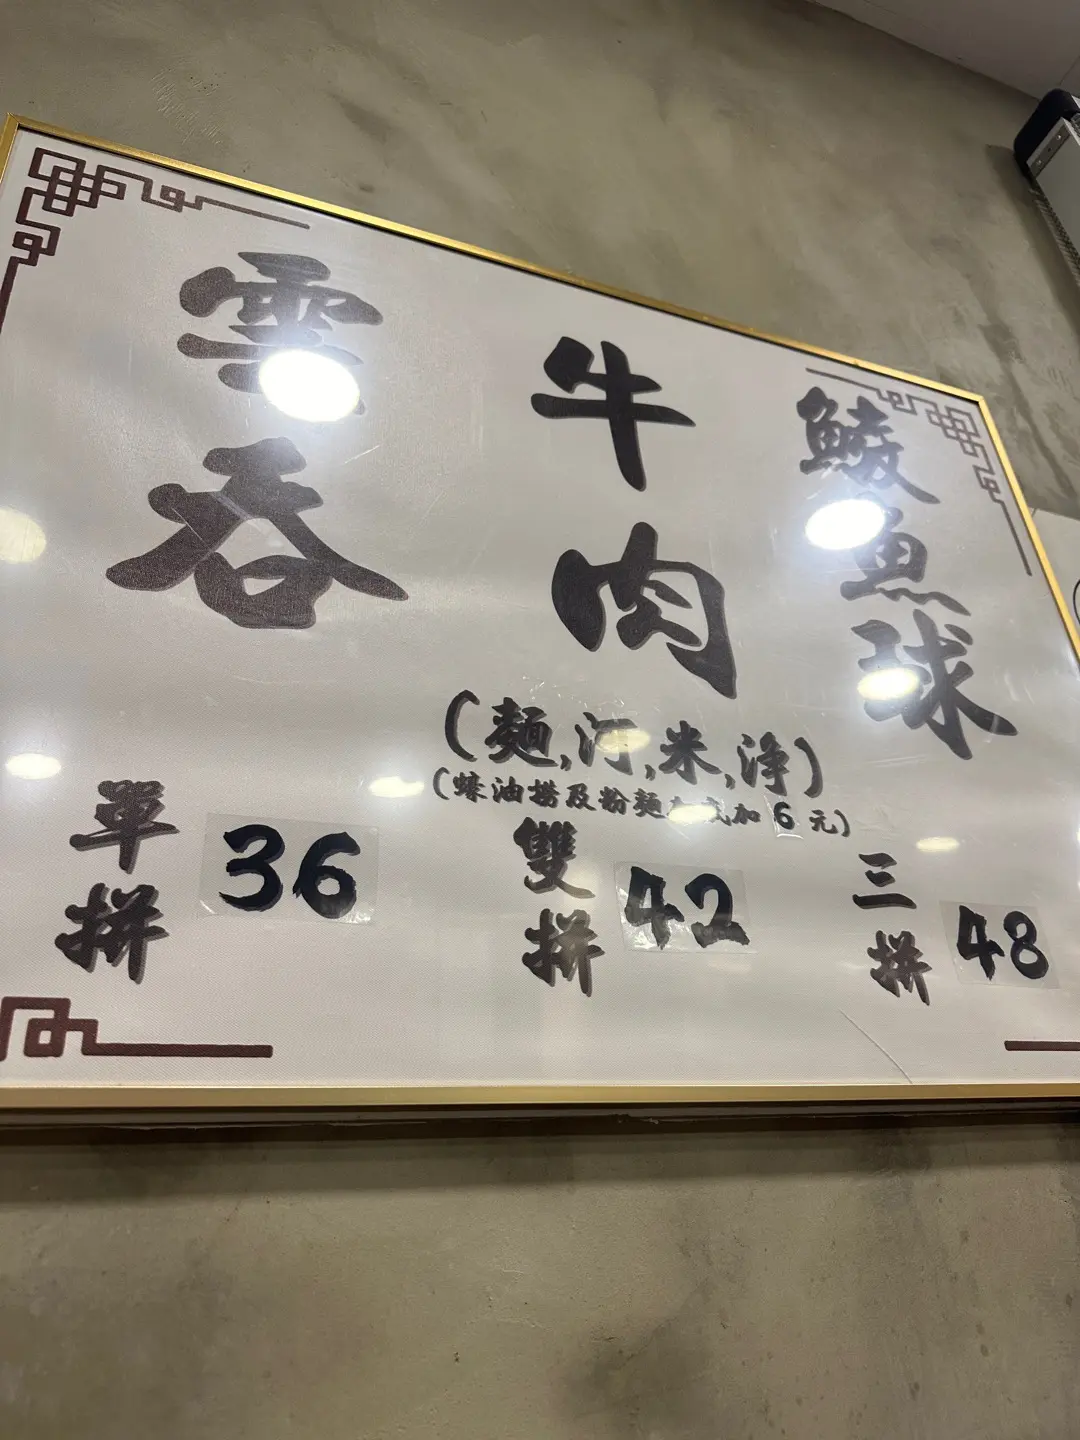 雲吞
牛肉
鯪魚球
(麵,河,米,淨)
(蠔油撈及粉麵 加 6 元)
單拼 36
雙拼 42
三拼 48